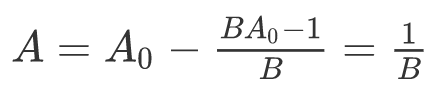 A = A₀ − (BA₀−1)/B = 1/B